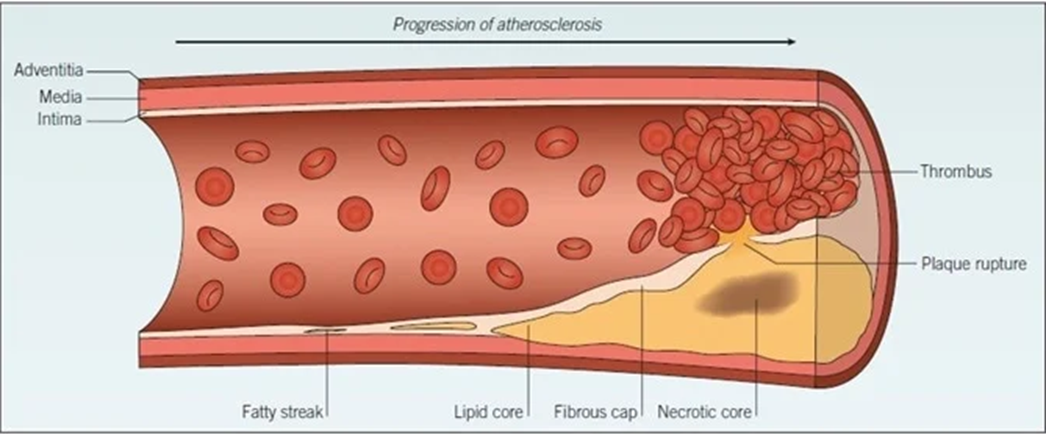 Progression of atherosclerosis
Adventitia
Media
Intima
Thrombus
Plaque rupture
Fatty streak
Lipid core
Fibrous cap
Necrotic core